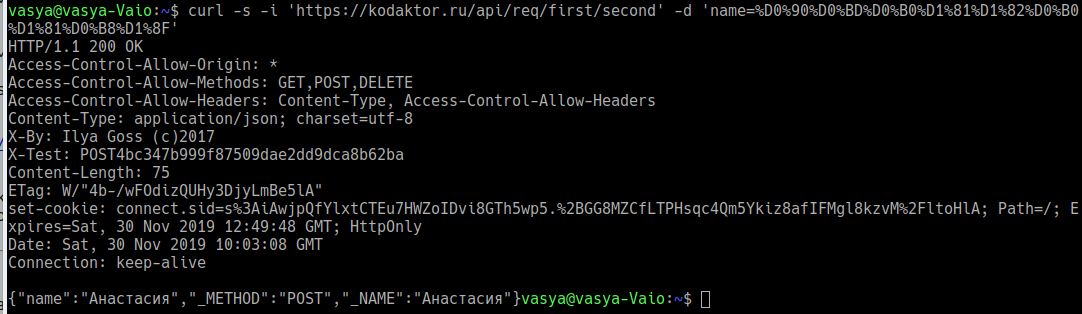 vasya@vasya-Vaio:~$ curl -s -i 'https://kodaktor.ru/api/req/first/second' -d 'name=%D0%90%D0%BD%D0%B0%D1%81%D1%82%D0%B0
%D1%81%D0%B8%D1%8F'
HTTP/1.1 200 OK
Access-Control-Allow-Origin: *
Access-Control-Allow-Methods: GET,POST,DELETE
Access-Control-Allow-Headers: Content-Type, Access-Control-Allow-Headers
Content-Type: application/json; charset=utf-8
X-By: Ilya Goss (c)2017
X-Test: POST4bc347b999f87509dae2dd9dca8b62ba
Content-Length: 75
ETag: W/"4b-/wFOdizQUHy3DjyLmBe5lA"
set-cookie: connect.sid=s%3AiAwjpQfYlxtCTEu7HWZoIDvi8GTh5wp5.%2BGG8MZCfLTPHsqc4Qm5Ykiz8afIFMgl8kzvM%2FltoHlA; Path=/; E
xpires=Sat, 30 Nov 2019 12:49:48 GMT; HttpOnly
Date: Sat, 30 Nov 2019 10:03:08 GMT
Connection: keep-alive
{"name":"Анастасия","_METHOD":"POST","_NAME":"Анастасия"}vasya@vasya-Vaio:~$